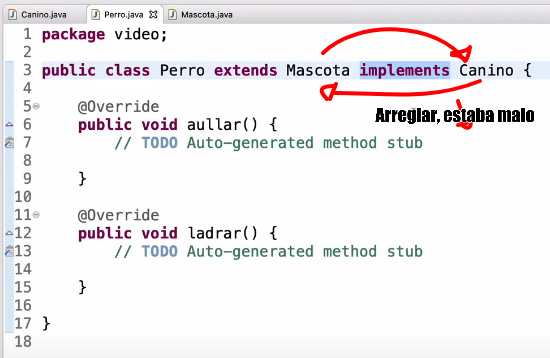 Canino.java Perro.java Mascota.java
1 package video;
2
3 public class Perro extends Mascota implements Canino {
4
Arreglar, estaba malo
5 @Override
6 public void aullar() {
7 // TODO Auto-generated method stub
8
9 }
10
11 @Override
12 public void ladrar() {
13 // TODO Auto-generated method stub
14
15 }
16
17 }
18